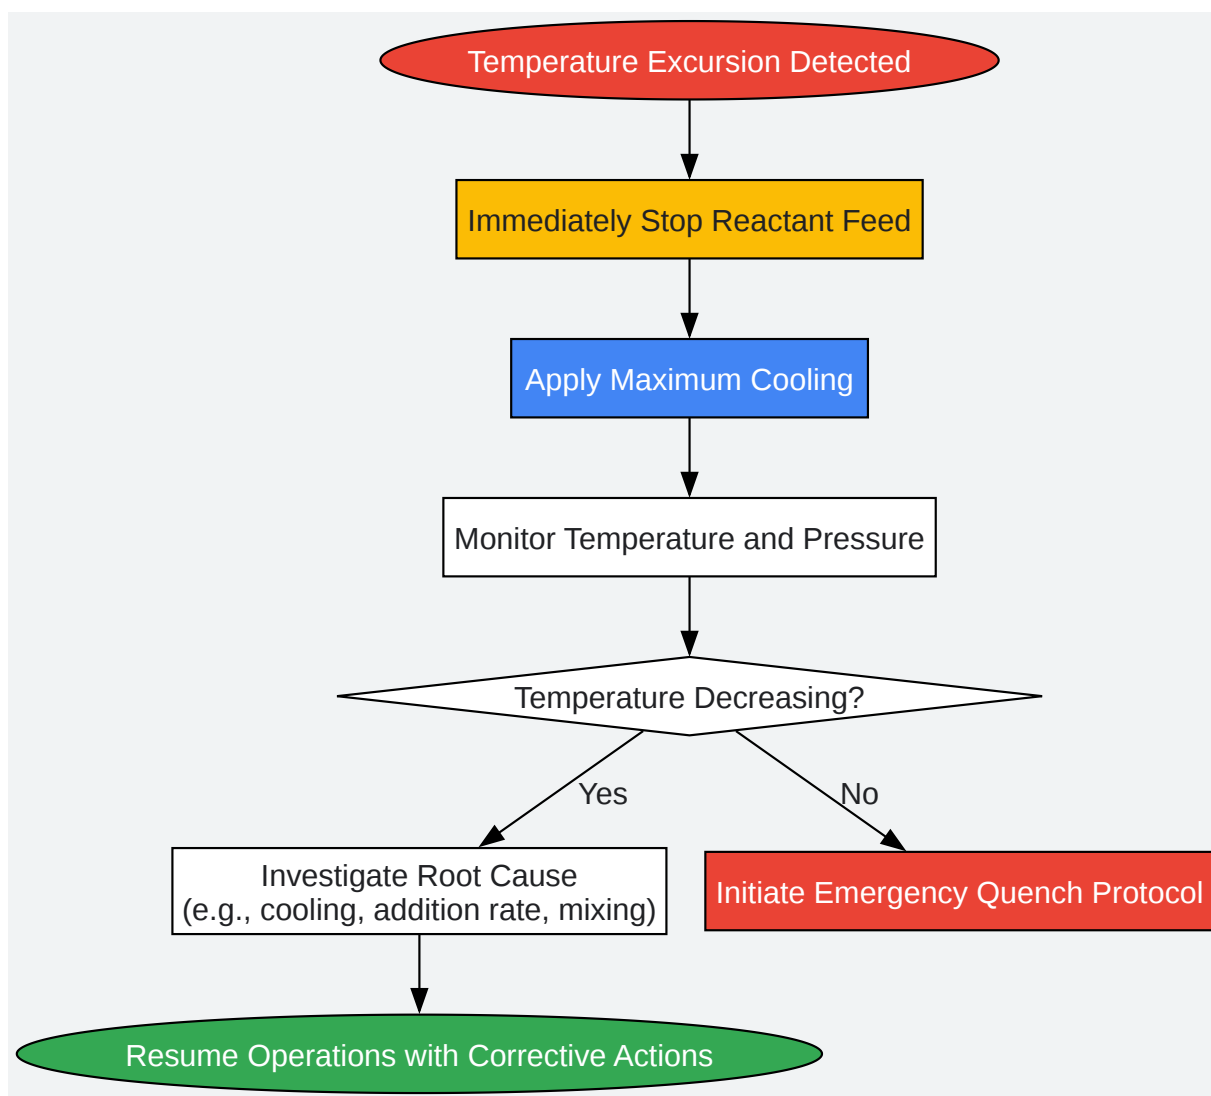 Temperature Excursion Detected
Immediately Stop Reactant Feed
Apply Maximum Cooling
Monitor Temperature and Pressure
Temperature Decreasing?
Yes
No
Investigate Root Cause
(e.g., cooling, addition rate, mixing)
Initiate Emergency Quench Protocol
Resume Operations with Corrective Actions